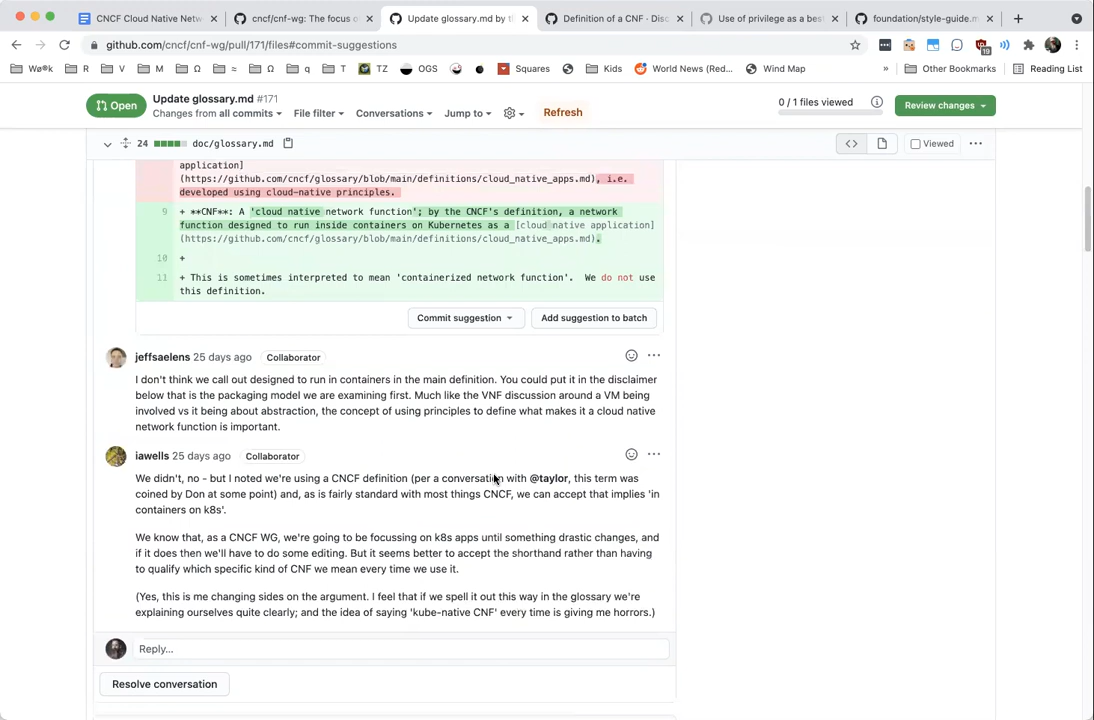 CNCF Cloud Native Netw
cncf/cnf-wg: The focus o
Update glossary.md by t
Definition of a CNF · Disc
Use of privilege as a bes
foundation/style-guide.m
github.com/cncf/cnf-wg/pull/171/files#commit-suggestions
19
Wø®k
R
V
M
Ω
≈
Ω
q
T
TZ
OGS
Squares
Kids
World News (Red...
Wind Map
»
Other Bookmarks
Reading List
Open
Update glossary.md #171
Changes from all commits
File filter
Conversations
Jump to
Refresh
0 / 1 files viewed
Review changes
24
doc/glossary.md
Viewed
application]
(https://github.com/cncf/glossary/blob/main/definitions/cloud_native_apps.md), i.e.
developed using cloud-native principles.
9 + **CNF**: A 'cloud native network function'; by the CNCF's definition, a network
function designed to run inside containers on Kubernetes as a [cloud native application]
(https://github.com/cncf/glossary/blob/main/definitions/cloud_native_apps.md).
10 +
11 + This is sometimes interpreted to mean 'containerized network function'.  We do not use
this definition.
Commit suggestion
Add suggestion to batch
jeffsaelens 25 days ago Collaborator
I don't think we call out designed to run in containers in the main definition. You could put it in the disclaimer
below that is the packaging model we are examining first. Much like the VNF discussion around a VM being
involved vs it being about abstraction, the concept of using principles to define what makes it a cloud native
network function is important.
iawells 25 days ago Collaborator
We didn't, no - but I noted we're using a CNCF definition (per a conversation with @taylor, this term was
coined by Don at some point) and, as is fairly standard with most things CNCF, we can accept that implies 'in
containers on k8s'.
We know that, as a CNCF WG, we're going to be focussing on k8s apps until something drastic changes, and
if it does then we'll have to do some editing. But it seems better to accept the shorthand rather than having
to qualify which specific kind of CNF we mean every time we use it.
(Yes, this is me changing sides on the argument. I feel that if we spell it out this way in the glossary we're
explaining ourselves quite clearly; and the idea of saying 'kube-native CNF' every time is giving me horrors.)
Reply...
Resolve conversation